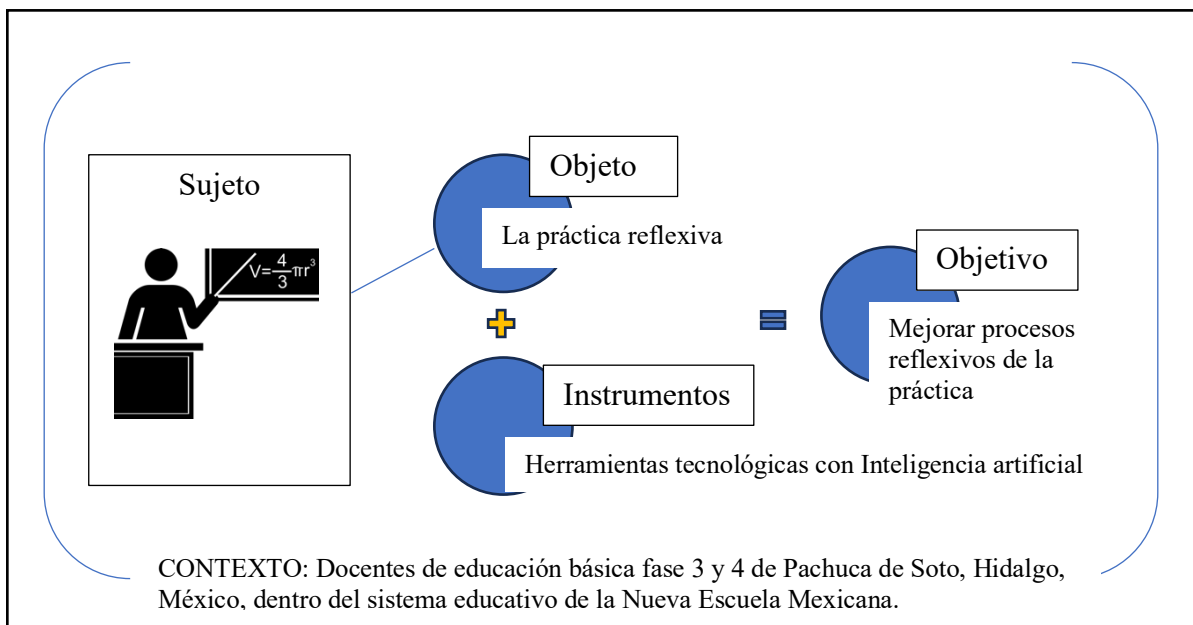 Sujeto
V=4/3πr³
Objeto
La práctica reflexiva
Instrumentos
Herramientas tecnológicas con Inteligencia artificial
Objetivo
Mejorar procesos
reflexivos de la
práctica
CONTEXTO: Docentes de educación básica fase 3 y 4 de Pachuca de Soto, Hidalgo,
México, dentro del sistema educativo de la Nueva Escuela Mexicana.